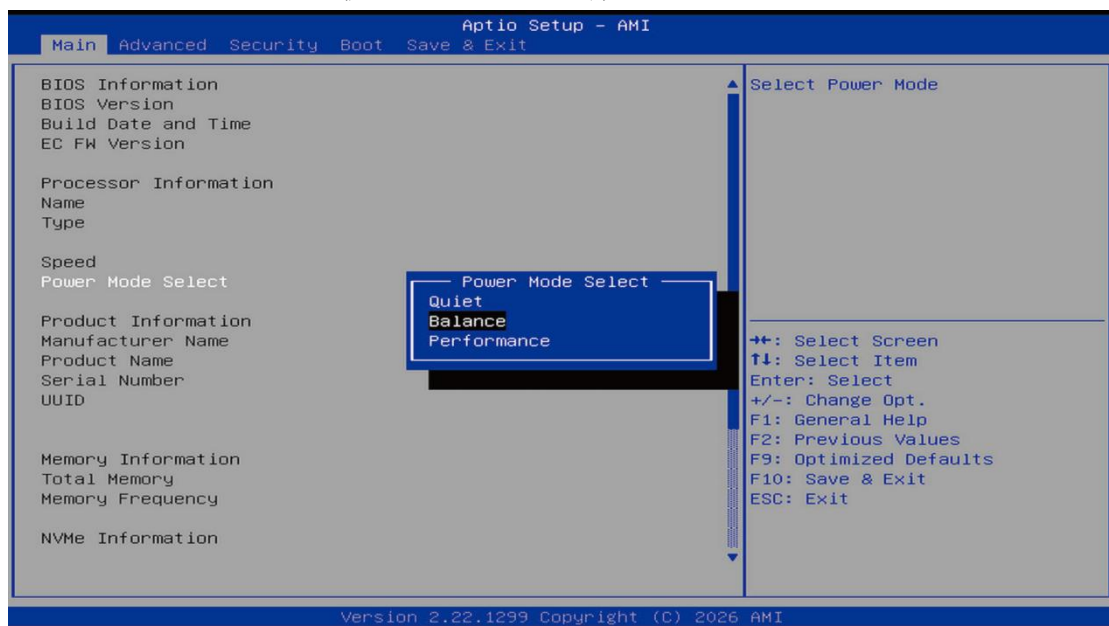 Aptio Setup – AMI
Main Advanced Security Boot Save & Exit
BIOS Information
BIOS Version
Build Date and Time
EC FW Version
Processor Information
Name
Type
Speed
Power Mode Select
Product Information
Manufacturer Name
Product Name
Serial Number
UUID
Memory Information
Total Memory
Memory Frequency
NVMe Information
Power Mode Select
Quiet
Balance
Performance
Select Power Mode
→←: Select Screen
↑↓: Select Item
Enter: Select
+/-: Change Opt.
F1: General Help
F2: Previous Values
F9: Optimized Defaults
F10: Save & Exit
ESC: Exit
Version 2.22.1299 Copyright (C) 2026 AMI